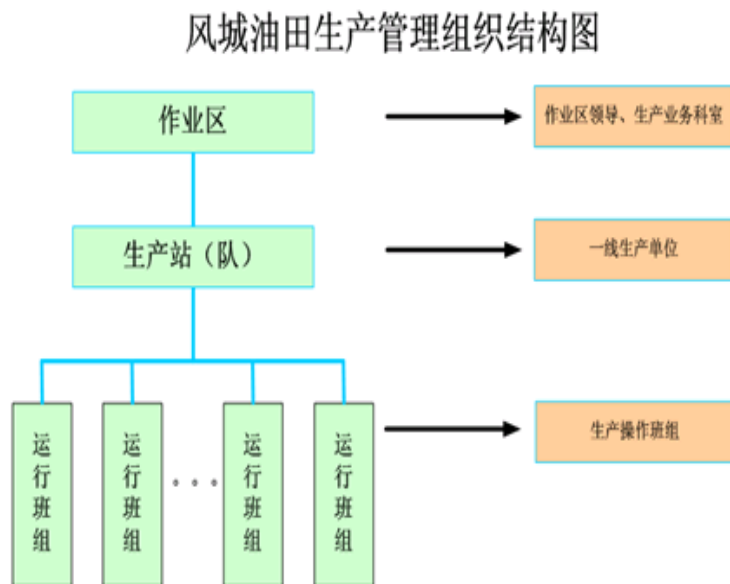 风城油田生产管理组织结构图
作业区
作业区领导、生产业务科室
生产站（队）
一线生产单位
运行班组
运行班组
。。。
运行班组
运行班组
生产操作班组